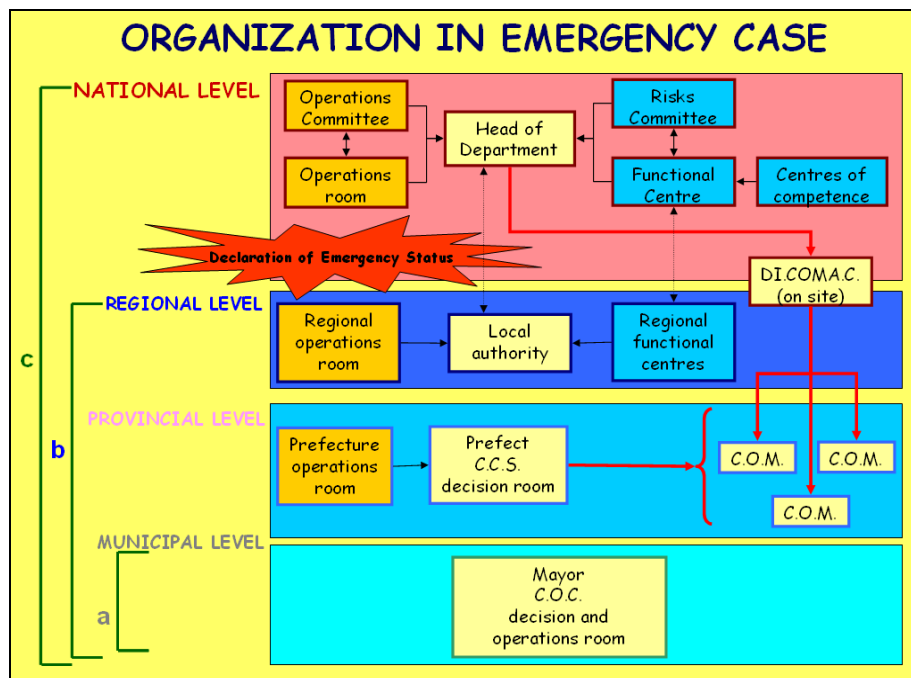 ORGANIZATION IN EMERGENCY CASE
NATIONAL LEVEL
Operations
Committee
Head of
Department
Risks
Committee
Operations
room
Functional
Centre
Centres of
competence
Declaration of Emergency Status
DI.COMA.C.
(on site)
REGIONAL LEVEL
Regional
operations
room
Local
authority
Regional
functional
centres
c
PROVINCIAL LEVEL
b
Prefecture
operations
room
Prefect
C.C.S.
decision room
C.O.M.
C.O.M.
C.O.M.
MUNICIPAL LEVEL
a
Mayor
C.O.C.
decision and
operations room